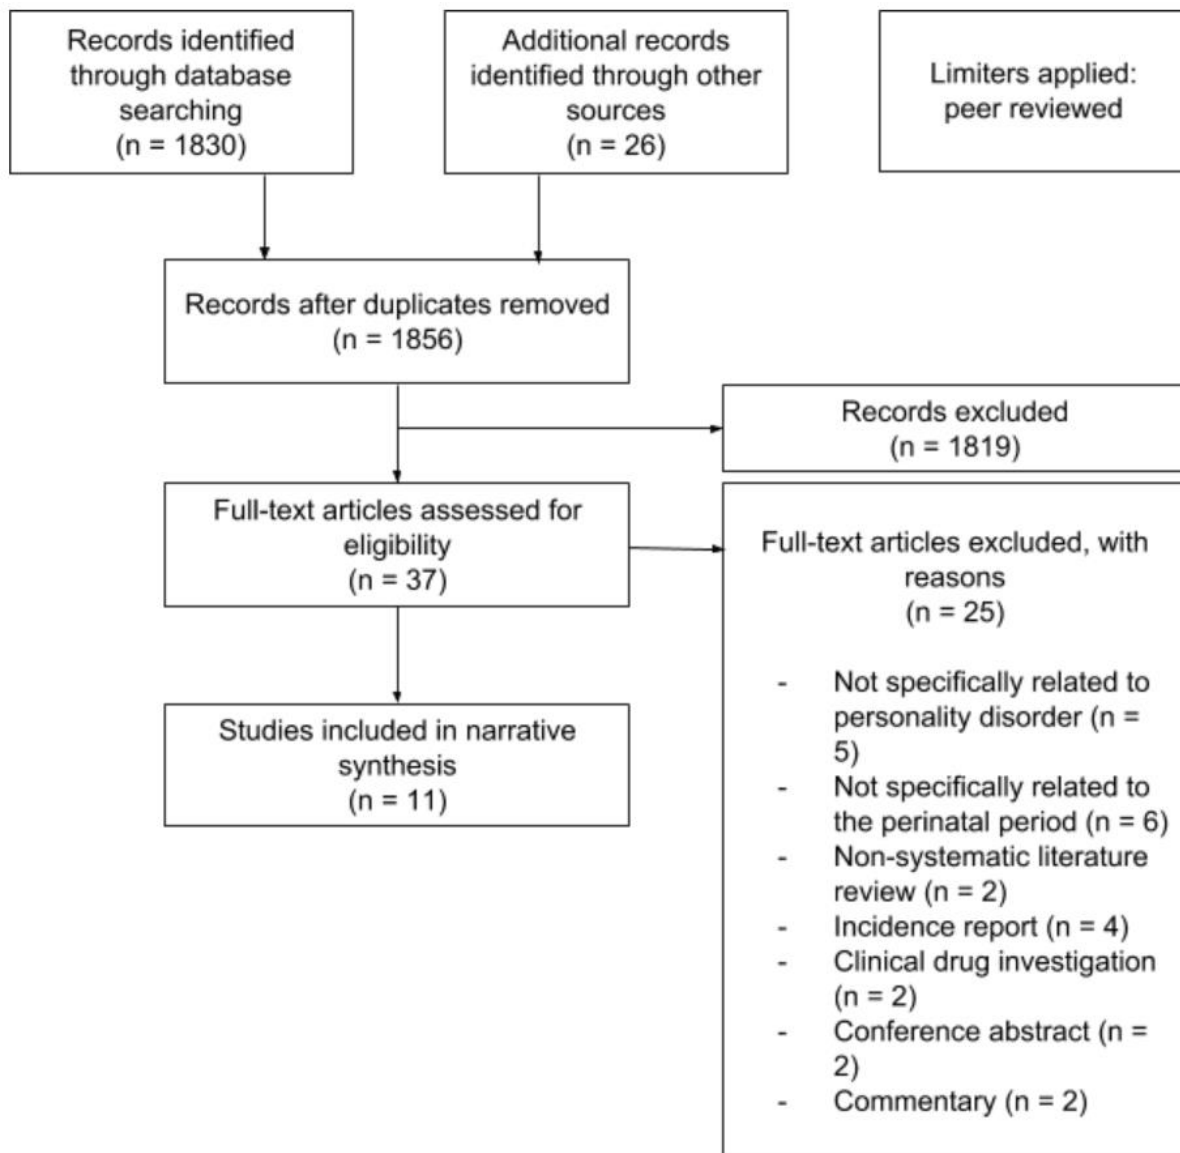 Records identified
through database
searching
(n = 1830)
Additional records
identified through other
sources
(n = 26)
Limiters applied:
peer reviewed
Records after duplicates removed
(n = 1856)
Records excluded
(n = 1819)
Full-text articles assessed for
eligibility
(n = 37)
Full-text articles excluded, with
reasons
(n = 25)
- Not specifically related to
personality disorder (n =
5)
- Not specifically related to
the perinatal period (n = 6)
- Non-systematic literature
review (n = 2)
- Incidence report (n = 4)
- Clinical drug investigation
(n = 2)
- Conference abstract (n =
2)
- Commentary (n = 2)
Studies included in narrative
synthesis
(n = 11)